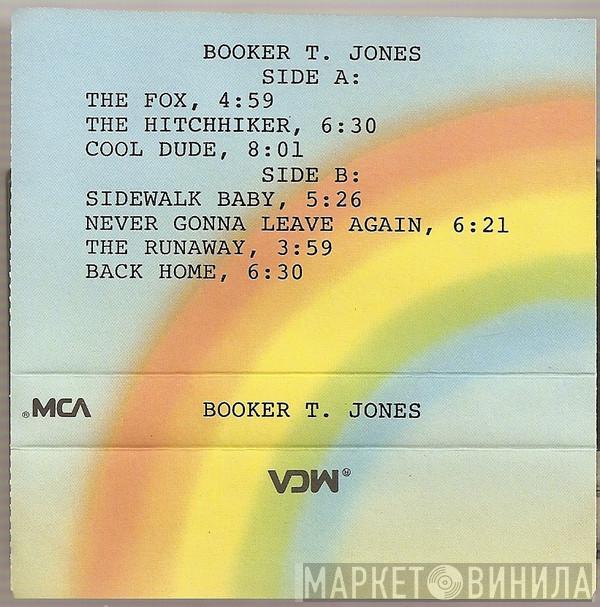 BOOKER T. JONES
SIDE A:
THE FOX, 4:59
THE HITCHHIKER, 6:30
COOL DUDE, 8:01
SIDE B:
SIDEWALK BABY, 5:26
NEVER GONNA LEAVE AGAIN, 6:21
THE RUNAWAY, 3:59
BACK HOME, 6:30
®MCA BOOKER T. JONES
MCA®
МАРКЕТ ВИНИЛА